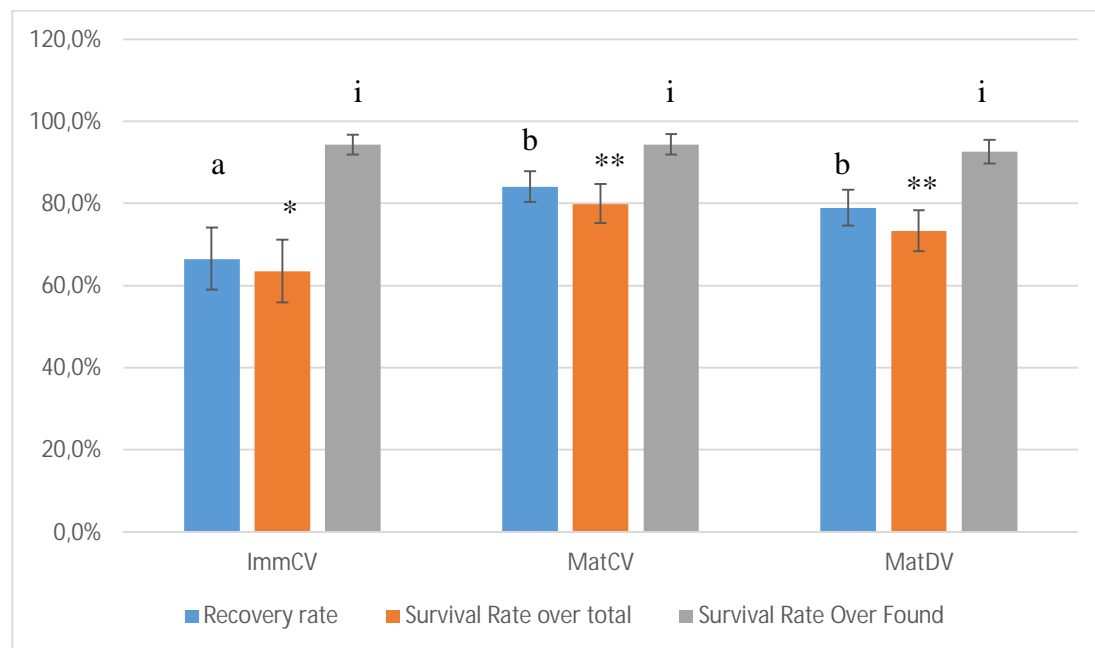 120,0%
100,0%
80,0%
60,0%
40,0%
20,0%
0,0%
a
*
i
b
**
i
b
**
i
ImmCV MatCV MatDV
Recovery rate Survival Rate over total Survival Rate Over Found